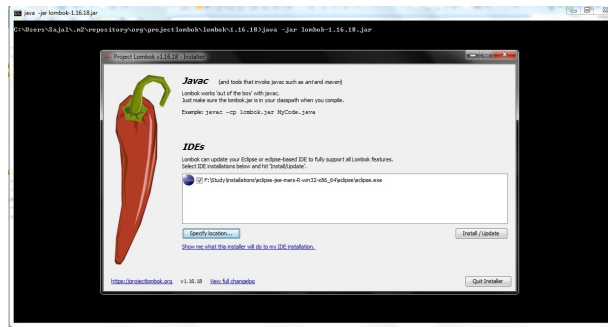 java -jar lombok-1.16.18.jar
C:\Users\Sajal\.m2\repository\org\projectlombok\lombok\1.16.18>java -jar lombok-1.16.18.jar
Project Lombok v1.16.18 - Installer
Javac (and tools that invoke javac such as ant and maven)
Lombok works 'out of the box' with javac.
Just make sure the lombok.jar is in your classpath when you compile.
Example: javac -cp lombok.jar MyCode.java
IDEs
Lombok can update your Eclipse or eclipse-based IDE to fully support all Lombok features.
Select IDE installations below and hit 'Install/Update'.
F:\Study\installations\eclipse-jee-mars-R-win32-x86_64\eclipse\eclipse.exe
Specify location...
Install / Update
Show me what this installer will do to my IDE installation.
https://projectlombok.org v1.16.18 View full changelog
Quit Installer